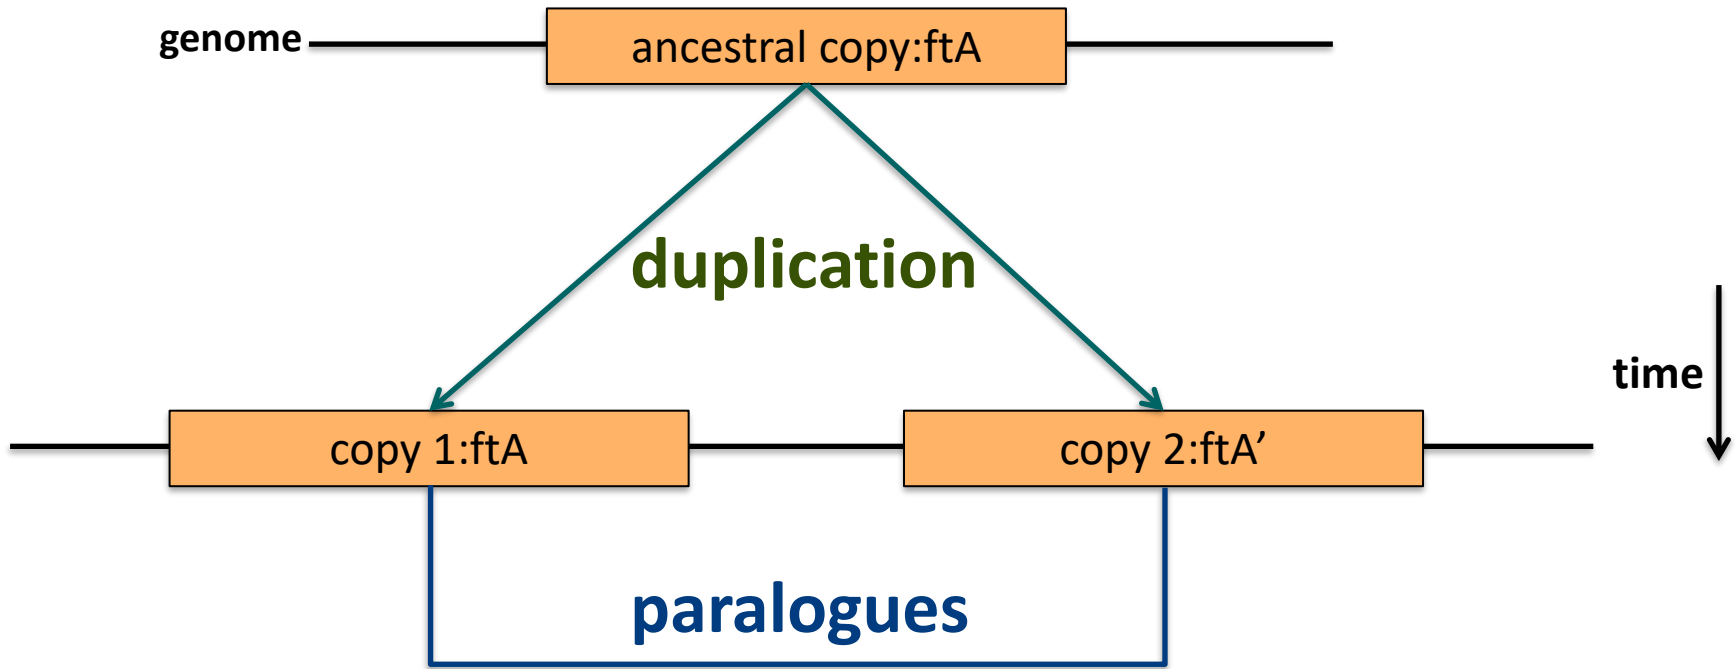 genome
ancestral copy:ftA
duplication
time
copy 1:ftA
copy 2:ftA’
paralogues